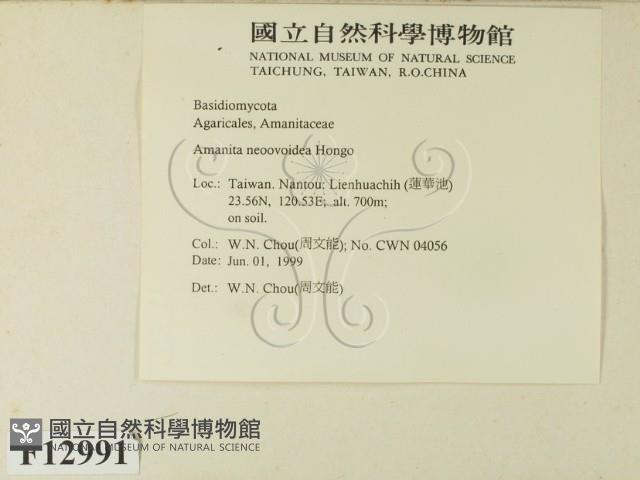 國立自然科學博物館
NATIONAL MUSEUM OF NATURAL SCIENCE
TAICHUNG, TAIWAN, R.O.CHINA
Basidiomycota
Agaricales, Amanitaceae
Amanita neoovoidea Hongo
Loc.: Taiwan. Nantou: Lienhuachih (蓮華池)
23.56N, 120.53E; alt. 700m;
on soil.
Col.: W.N. Chou(周文能); No. CWN 04056
Date: Jun. 01, 1999
Det.: W.N. Chou(周文能)
國立自然科學博物館
NATIONAL MUSEUM OF NATURAL SCIENCE
F12991